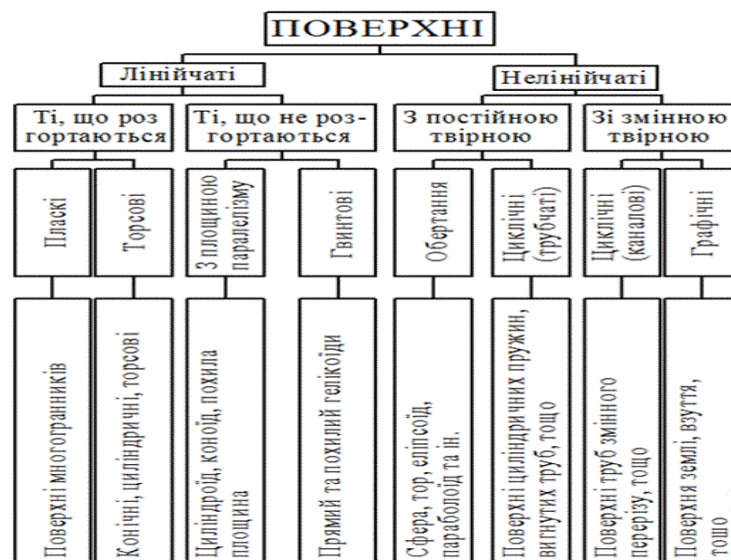 ПОВЕРХНІ
Лінійчаті
Нелінійчаті
Ті, що роз
гортаються
Ті, що не роз-
гортаються
З постійною
твірною
Зі змінною
твірною
Пласкі
Торсові
З площиною
паралелізму
Гвинтові
Обертання
Циклічні
(трубчаті)
Циклічні
(каналові)
Графічні
Поверхні многогранників
Конічні, циліндричні, торсові
Циліндроїд, коноїд, похила
площина
Прямий та похилий гелікоїди
Сфера, тор, еліпсоїд,
параболоїд та ін.
Поверхні циліндричних пружин,
вигнутих труб, тощо
Поверхні труб змінного
перерізу, тощо
Поверхня землі, взуття,
тощо